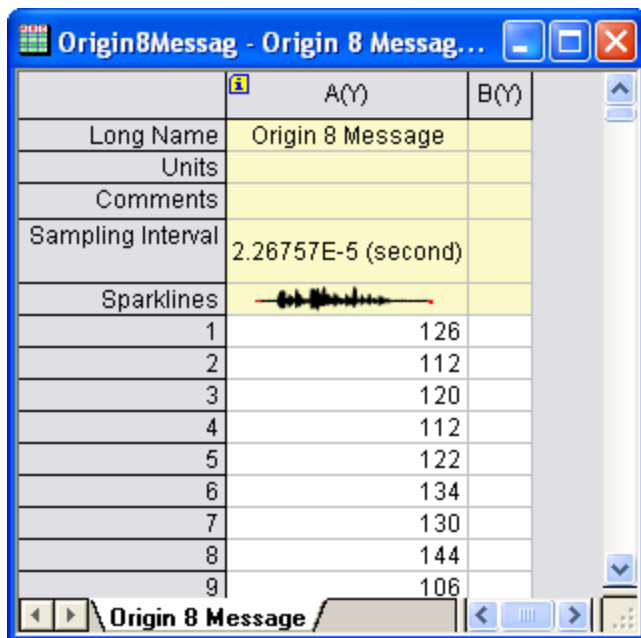 Origin8Messag - Origin 8 Messag...
A(Y) B(Y)
Long Name Origin 8 Message
Units
Comments
Sampling Interval 2.26757E-5 (second)
Sparklines
1 126
2 112
3 120
4 112
5 122
6 134
7 130
8 144
9 106
Origin 8 Message